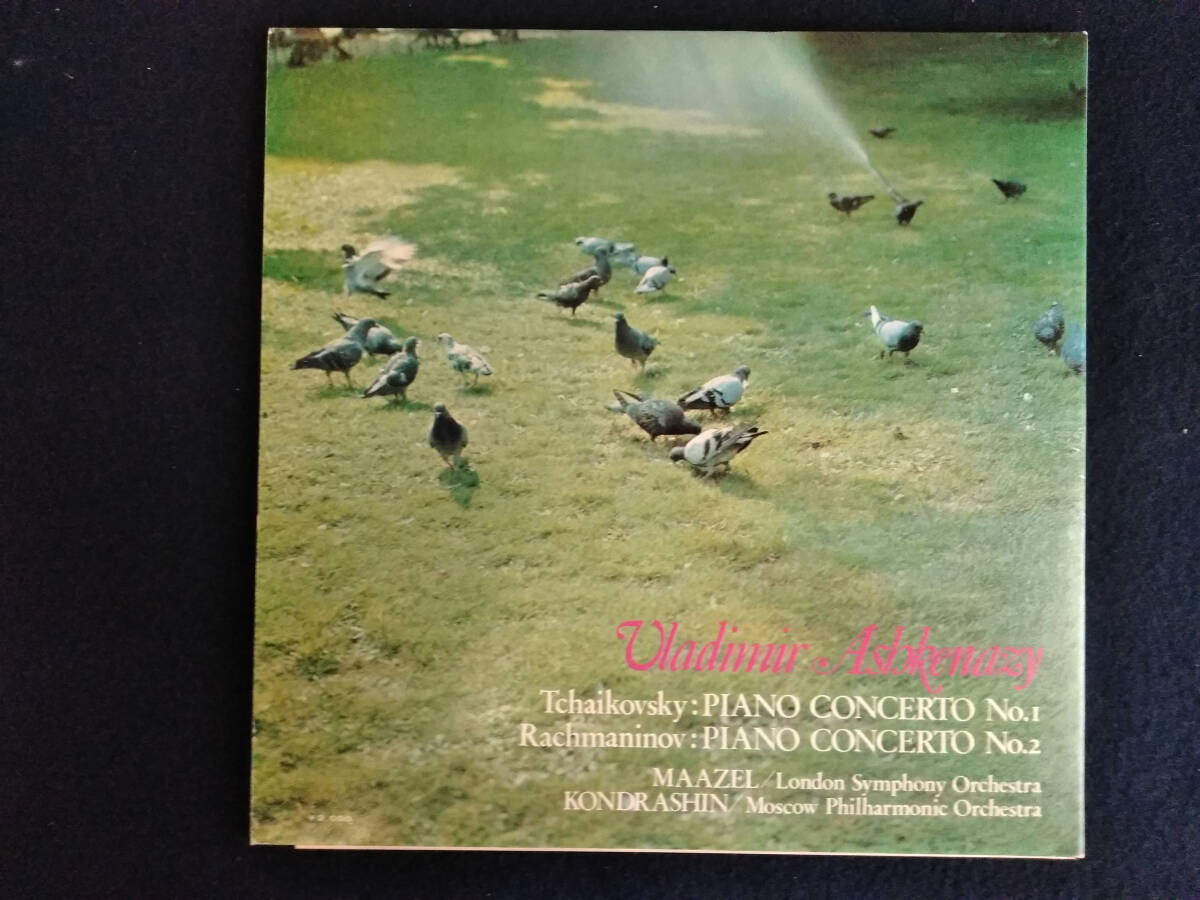 Vladimir Ashkenazy
Tchaikovsky: PIANO CONCERTO No.1
Rachmaninov: PIANO CONCERTO No.2
MAAZEL/London Symphony Orchestra
KONDRASHIN/Moscow Philharmonic Orchestra